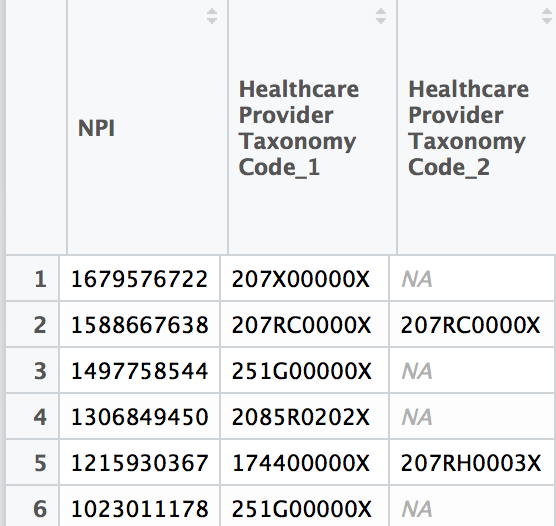 NPI
Healthcare
Provider
Taxonomy
Code_1
Healthcare
Provider
Taxonomy
Code_2
1 1679576722 207X00000X NA
2 1588667638 207RC0000X 207RC0000X
3 1497758544 251G00000X NA
4 1306849450 2085R0202X NA
5 1215930367 174400000X 207RH0003X
6 1023011178 251G00000X NA